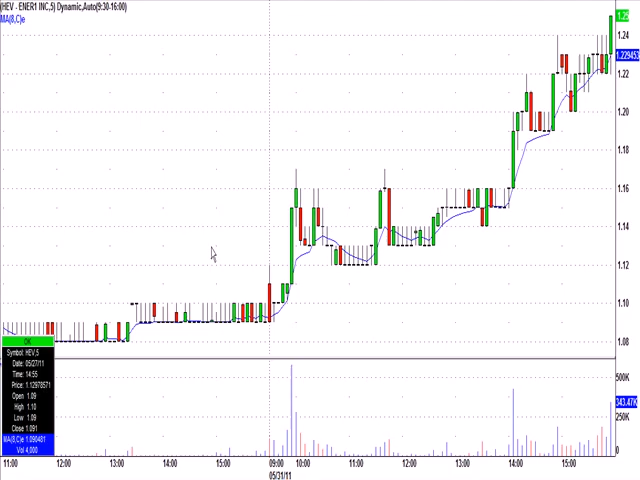 (HEV - ENER1 INC,5) Dynamic,Auto(9:30-16:00)
MA(8,C)e
1.25
1.24
1.229453
1.22
1.20
1.18
1.16
1.14
1.12
1.10
1.08
OK
Symbol: HEV,5
Date: 05/27/11
Time: 14:55
Price: 1.12978571
Open 1.09
High 1.10
Low 1.09
Close 1.091
MA(8,C)e 1.090481
Vol 4,000
500K
343.47K
250K
0
11:00 12:00 13:00 14:00 15:00 09:00 10:00 11:00 12:00 13:00 14:00 15:00
05/31/11